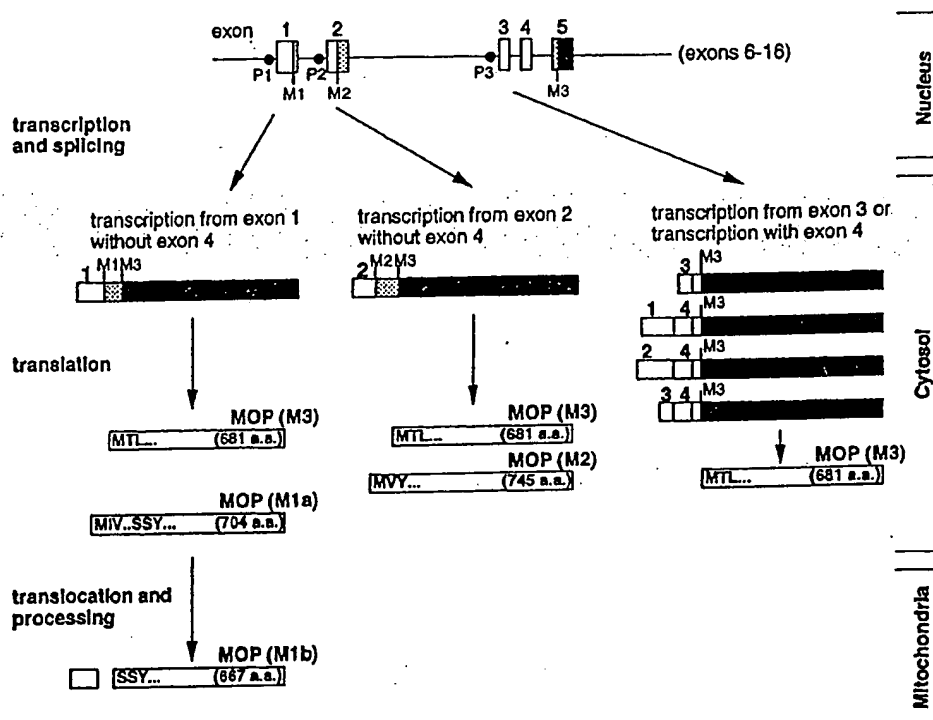 exon
1
2
3
4
5
(exons 6-16)
P1
P2
P3
M1
M2
M3
Nucleus
transcription
and splicing
transcription from exon 1
without exon 4
transcription from exon 2
without exon 4
transcription from exon 3 or
transcription with exon 4
1
M1
M3
2
M2
M3
3
M3
1
4
M3
2
4
M3
3
4
M3
Cytosol
translation
MOP (M3)
MTL... (681 a.a.)
MOP (M1a)
MIV..SSY... (704 a.a.)
MOP (M3)
MTL... (681 a.a.)
MOP (M2)
MVY... (745 a.a.)
MOP (M3)
MTL... (681 a.a.)
translocation and
processing
MOP (M1b)
SSY... (667 a.a.)
Mitochondria